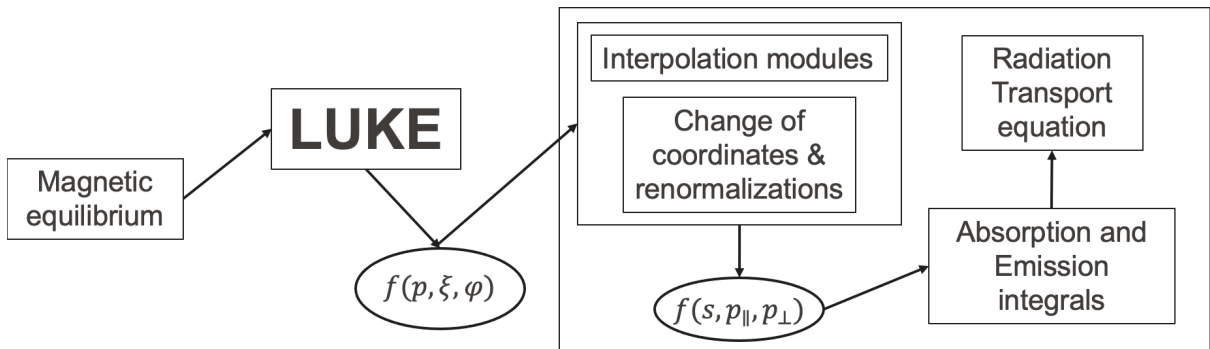 Magnetic
equilibrium
LUKE
f(p, ξ, φ)
Interpolation modules
Change of
coordinates &
renormalizations
f(s, p∥, p⊥)
Absorption and
Emission
integrals
Radiation
Transport
equation